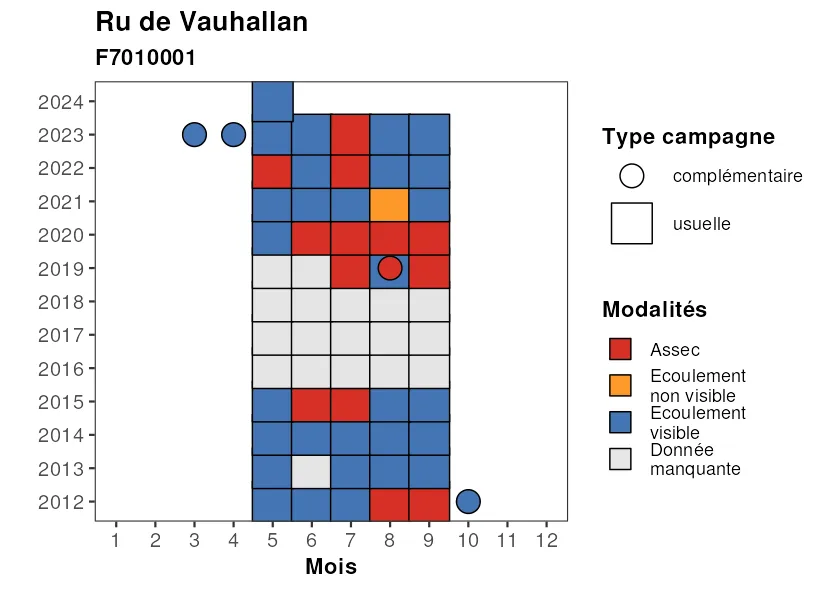 Ru de Vauhallan
F7010001
2024
2023
2022
2021
2020
2019
2018
2017
2016
2015
2014
2013
2012
1 2 3 4 5 6 7 8 9 10 11 12
Mois
Type campagne
complémentaire
usuelle
Modalités
Assec
Ecoulement
non visible
Ecoulement
visible
Donnée
manquante